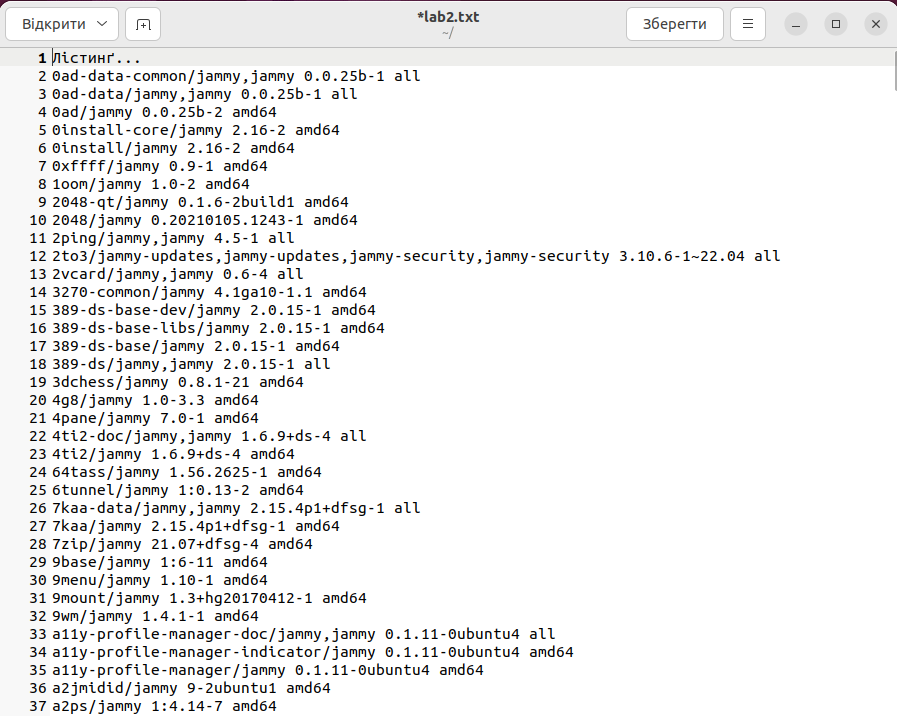 Відкрити
*lab2.txt
~/
Зберегти
1 Лістинґ...
2 0ad-data-common/jammy,jammy 0.0.25b-1 all
3 0ad-data/jammy,jammy 0.0.25b-1 all
4 0ad/jammy 0.0.25b-2 amd64
5 0install-core/jammy 2.16-2 amd64
6 0install/jammy 2.16-2 amd64
7 0xffff/jammy 0.9-1 amd64
8 1oom/jammy 1.0-2 amd64
9 2048-qt/jammy 0.1.6-2build1 amd64
10 2048/jammy 0.20210105.1243-1 amd64
11 2ping/jammy,jammy 4.5-1 all
12 2to3/jammy-updates,jammy-updates,jammy-security,jammy-security 3.10.6-1~22.04 all
13 2vcard/jammy,jammy 0.6-4 all
14 3270-common/jammy 4.1ga10-1.1 amd64
15 389-ds-base-dev/jammy 2.0.15-1 amd64
16 389-ds-base-libs/jammy 2.0.15-1 amd64
17 389-ds-base/jammy 2.0.15-1 amd64
18 389-ds/jammy,jammy 2.0.15-1 all
19 3dchess/jammy 0.8.1-21 amd64
20 4g8/jammy 1.0-3.3 amd64
21 4pane/jammy 7.0-1 amd64
22 4ti2-doc/jammy,jammy 1.6.9+ds-4 all
23 4ti2/jammy 1.6.9+ds-4 amd64
24 64tass/jammy 1.56.2625-1 amd64
25 6tunnel/jammy 1:0.13-2 amd64
26 7kaa-data/jammy,jammy 2.15.4p1+dfsg-1 all
27 7kaa/jammy 2.15.4p1+dfsg-1 amd64
28 7zip/jammy 21.07+dfsg-4 amd64
29 9base/jammy 1:6-11 amd64
30 9menu/jammy 1.10-1 amd64
31 9mount/jammy 1.3+hg20170412-1 amd64
32 9wm/jammy 1.4.1-1 amd64
33 a11y-profile-manager-doc/jammy,jammy 0.1.11-0ubuntu4 all
34 a11y-profile-manager-indicator/jammy 0.1.11-0ubuntu4 amd64
35 a11y-profile-manager/jammy 0.1.11-0ubuntu4 amd64
36 a2jmidid/jammy 9-2ubuntu1 amd64
37 a2ps/jammy 1:4.14-7 amd64